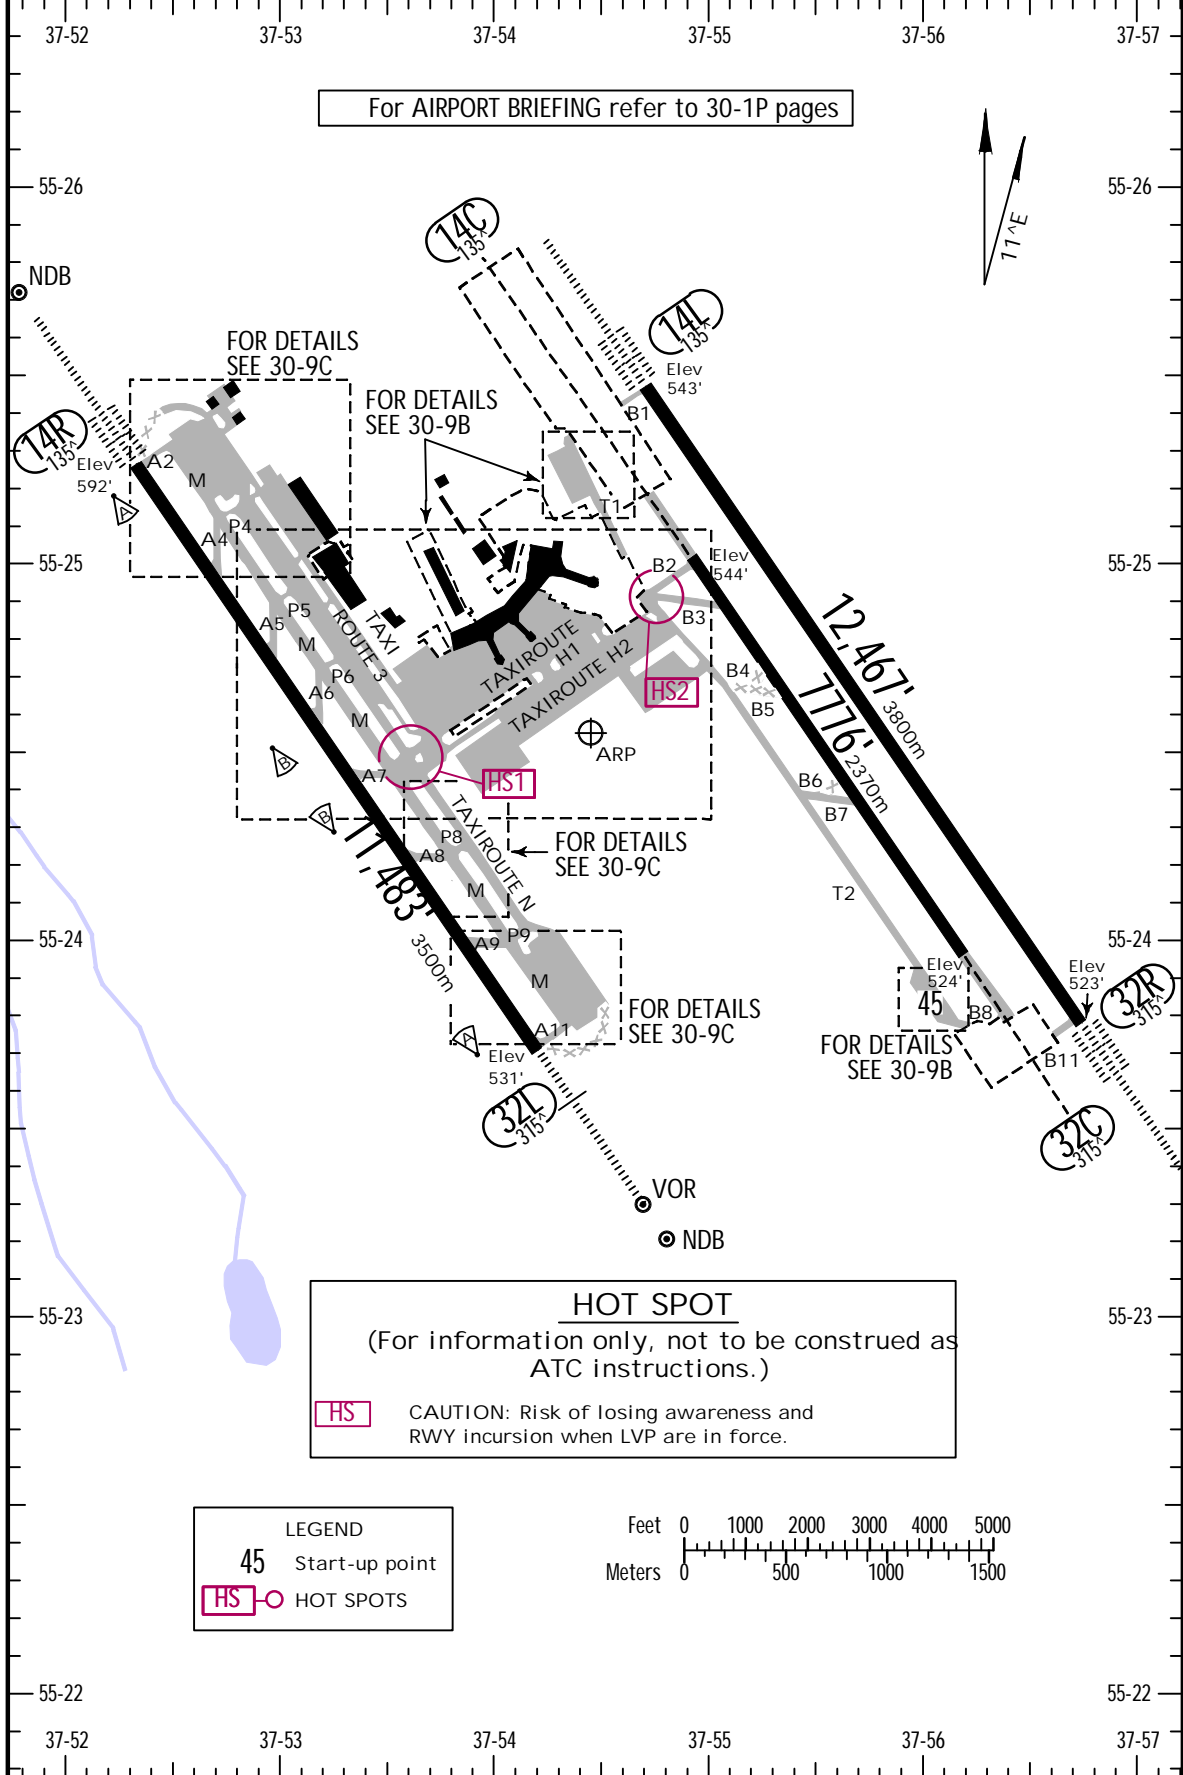 37-52
37-53
37-54
37-55
37-56
37-57
For AIRPORT BRIEFING refer to 30-1P pages
55-26
55-26
11^E
14C
135^
NDB
14L
135^
FOR DETAILS
SEE 30-9C
Elev
543'
FOR DETAILS
SEE 30-9B
B1
14R
135^
Elev
592'
A2
M
A
T1
P4
A4
55-25
55-25
B2
Elev
544'
B3
P5
A5
M
TAXI
ROUTE 3
TAXIROUTE
H1
TAXIROUTE H2
12,467'
3800m
P6
A6
M
HS2
B4
B5
7776'
2370m
ARP
B
A7
HS1
B6
B7
B
TAXIROUTE N
P8
A8
FOR DETAILS
SEE 30-9C
11,483'
3500m
M
T2
P9
A9
55-24
55-24
M
Elev
524'
45
B8
Elev
523'
32R
315^
FOR DETAILS
SEE 30-9C
A11
A
Elev
531'
FOR DETAILS
SEE 30-9B
B11
32L
315^
32C
315^
VOR
NDB
55-23
55-23
HOT SPOT
(For information only, not to be construed as
ATC instructions.)
HS
CAUTION: Risk of losing awareness and
RWY incursion when LVP are in force.
LEGEND
45 Start-up point
HS HOT SPOTS
Feet 0 1000 2000 3000 4000 5000
Meters 0 500 1000 1500
55-22
55-22
37-52
37-53
37-54
37-55
37-56
37-57